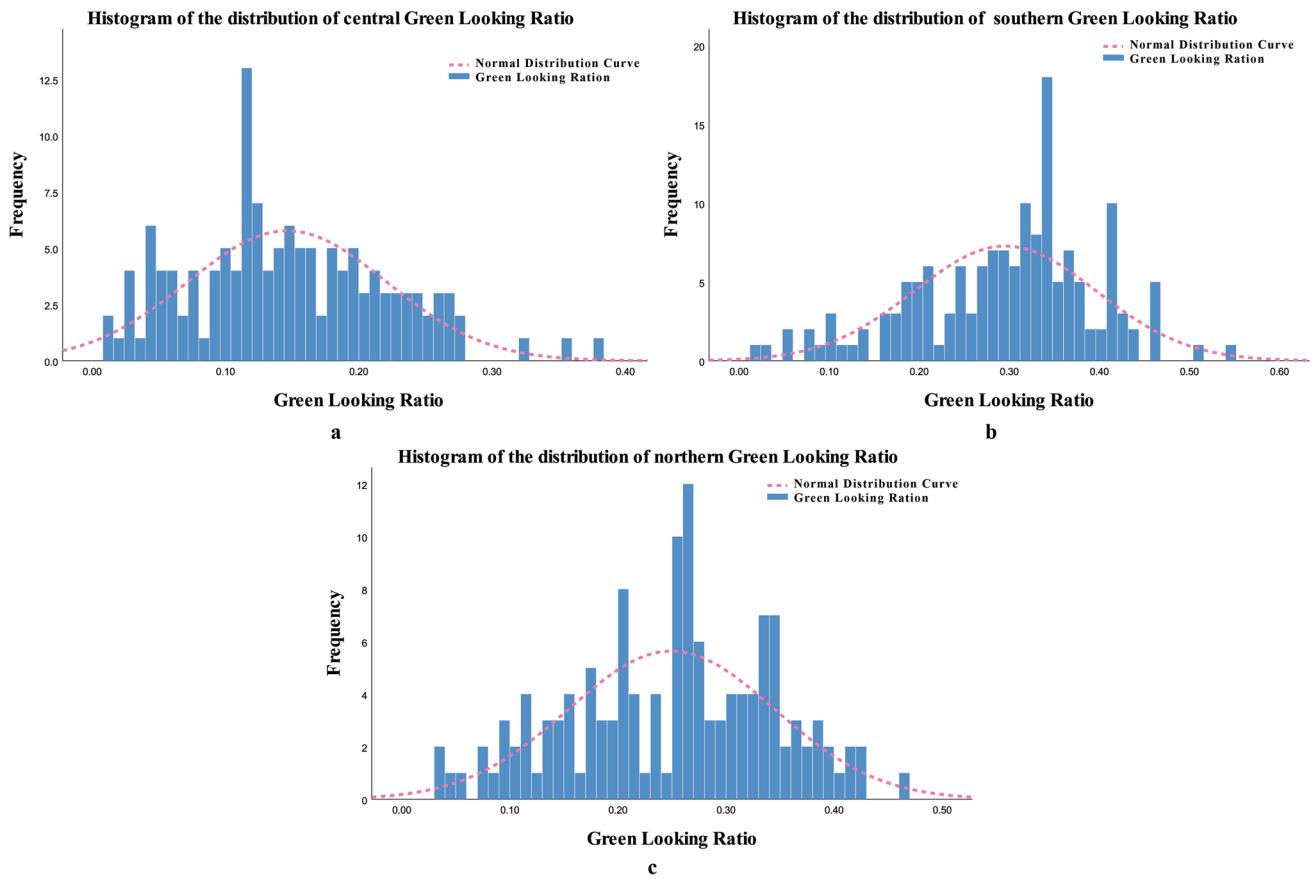 Histogram of the distribution of central Green Looking Ratio
Normal Distribution Curve
Green Looking Ration
12.5
10.0
7.5
5.0
2.5
0.0
Frequency
0.00 0.10 0.20 0.30 0.40
Green Looking Ratio
a
Histogram of the distribution of southern Green Looking Ratio
Normal Distribution Curve
Green Looking Ration
20
15
10
5
0
Frequency
0.00 0.10 0.20 0.30 0.40 0.50 0.60
Green Looking Ratio
b
Histogram of the distribution of northern Green Looking Ratio
Normal Distribution Curve
Green Looking Ration
12
10
8
6
4
2
0
Frequency
0.00 0.10 0.20 0.30 0.40 0.50
Green Looking Ratio
c